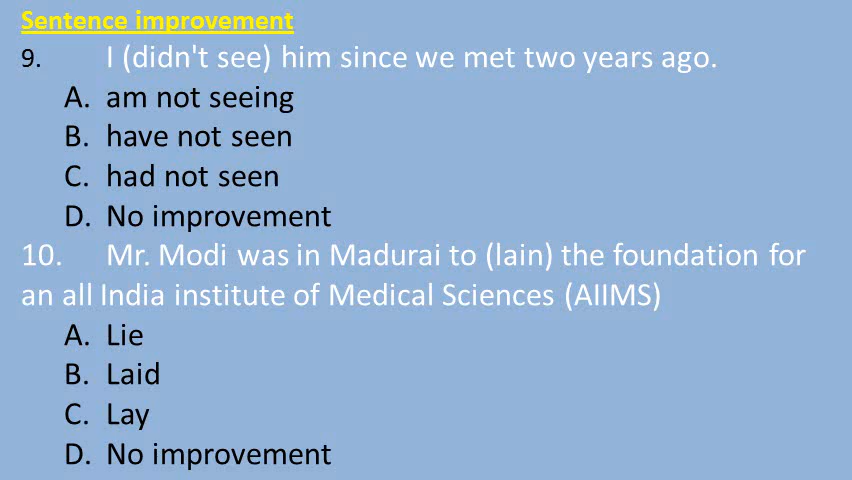 Sentence improvement
9. I (didn't see) him since we met two years ago.
A. am not seeing
B. have not seen
C. had not seen
D. No improvement
10. Mr. Modi was in Madurai to (lain) the foundation for
an all India institute of Medical Sciences (AIIMS)
A. Lie
B. Laid
C. Lay
D. No improvement